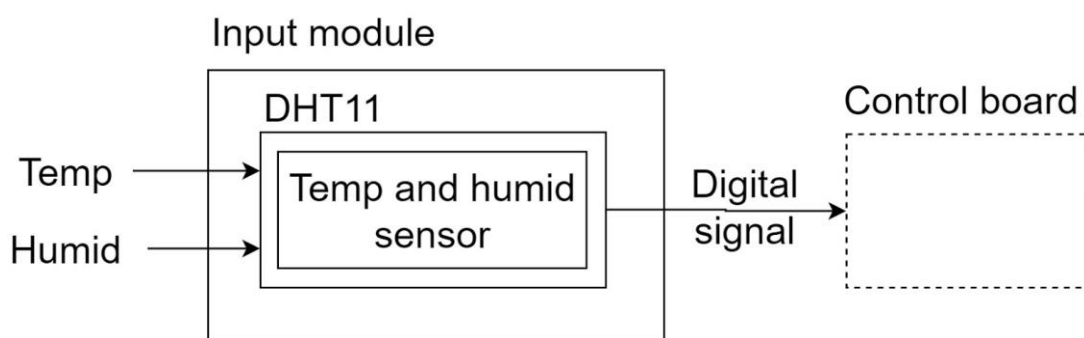 Input module
DHT11
Control board
Temp
Temp and humid
sensor
Digital
signal
Humid